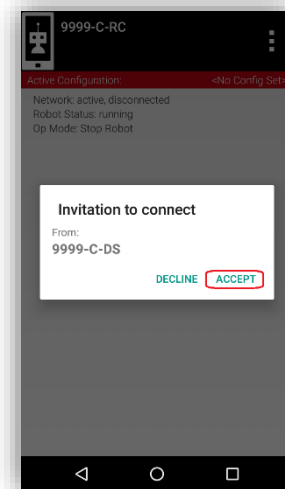 9999-C-RC
Active Configuration: <No Config Set>
Network: active, disconnected
Robot Status: running
Op Mode: Stop Robot
Invitation to connect
From:
9999-C-DS
DECLINE ACCEPT